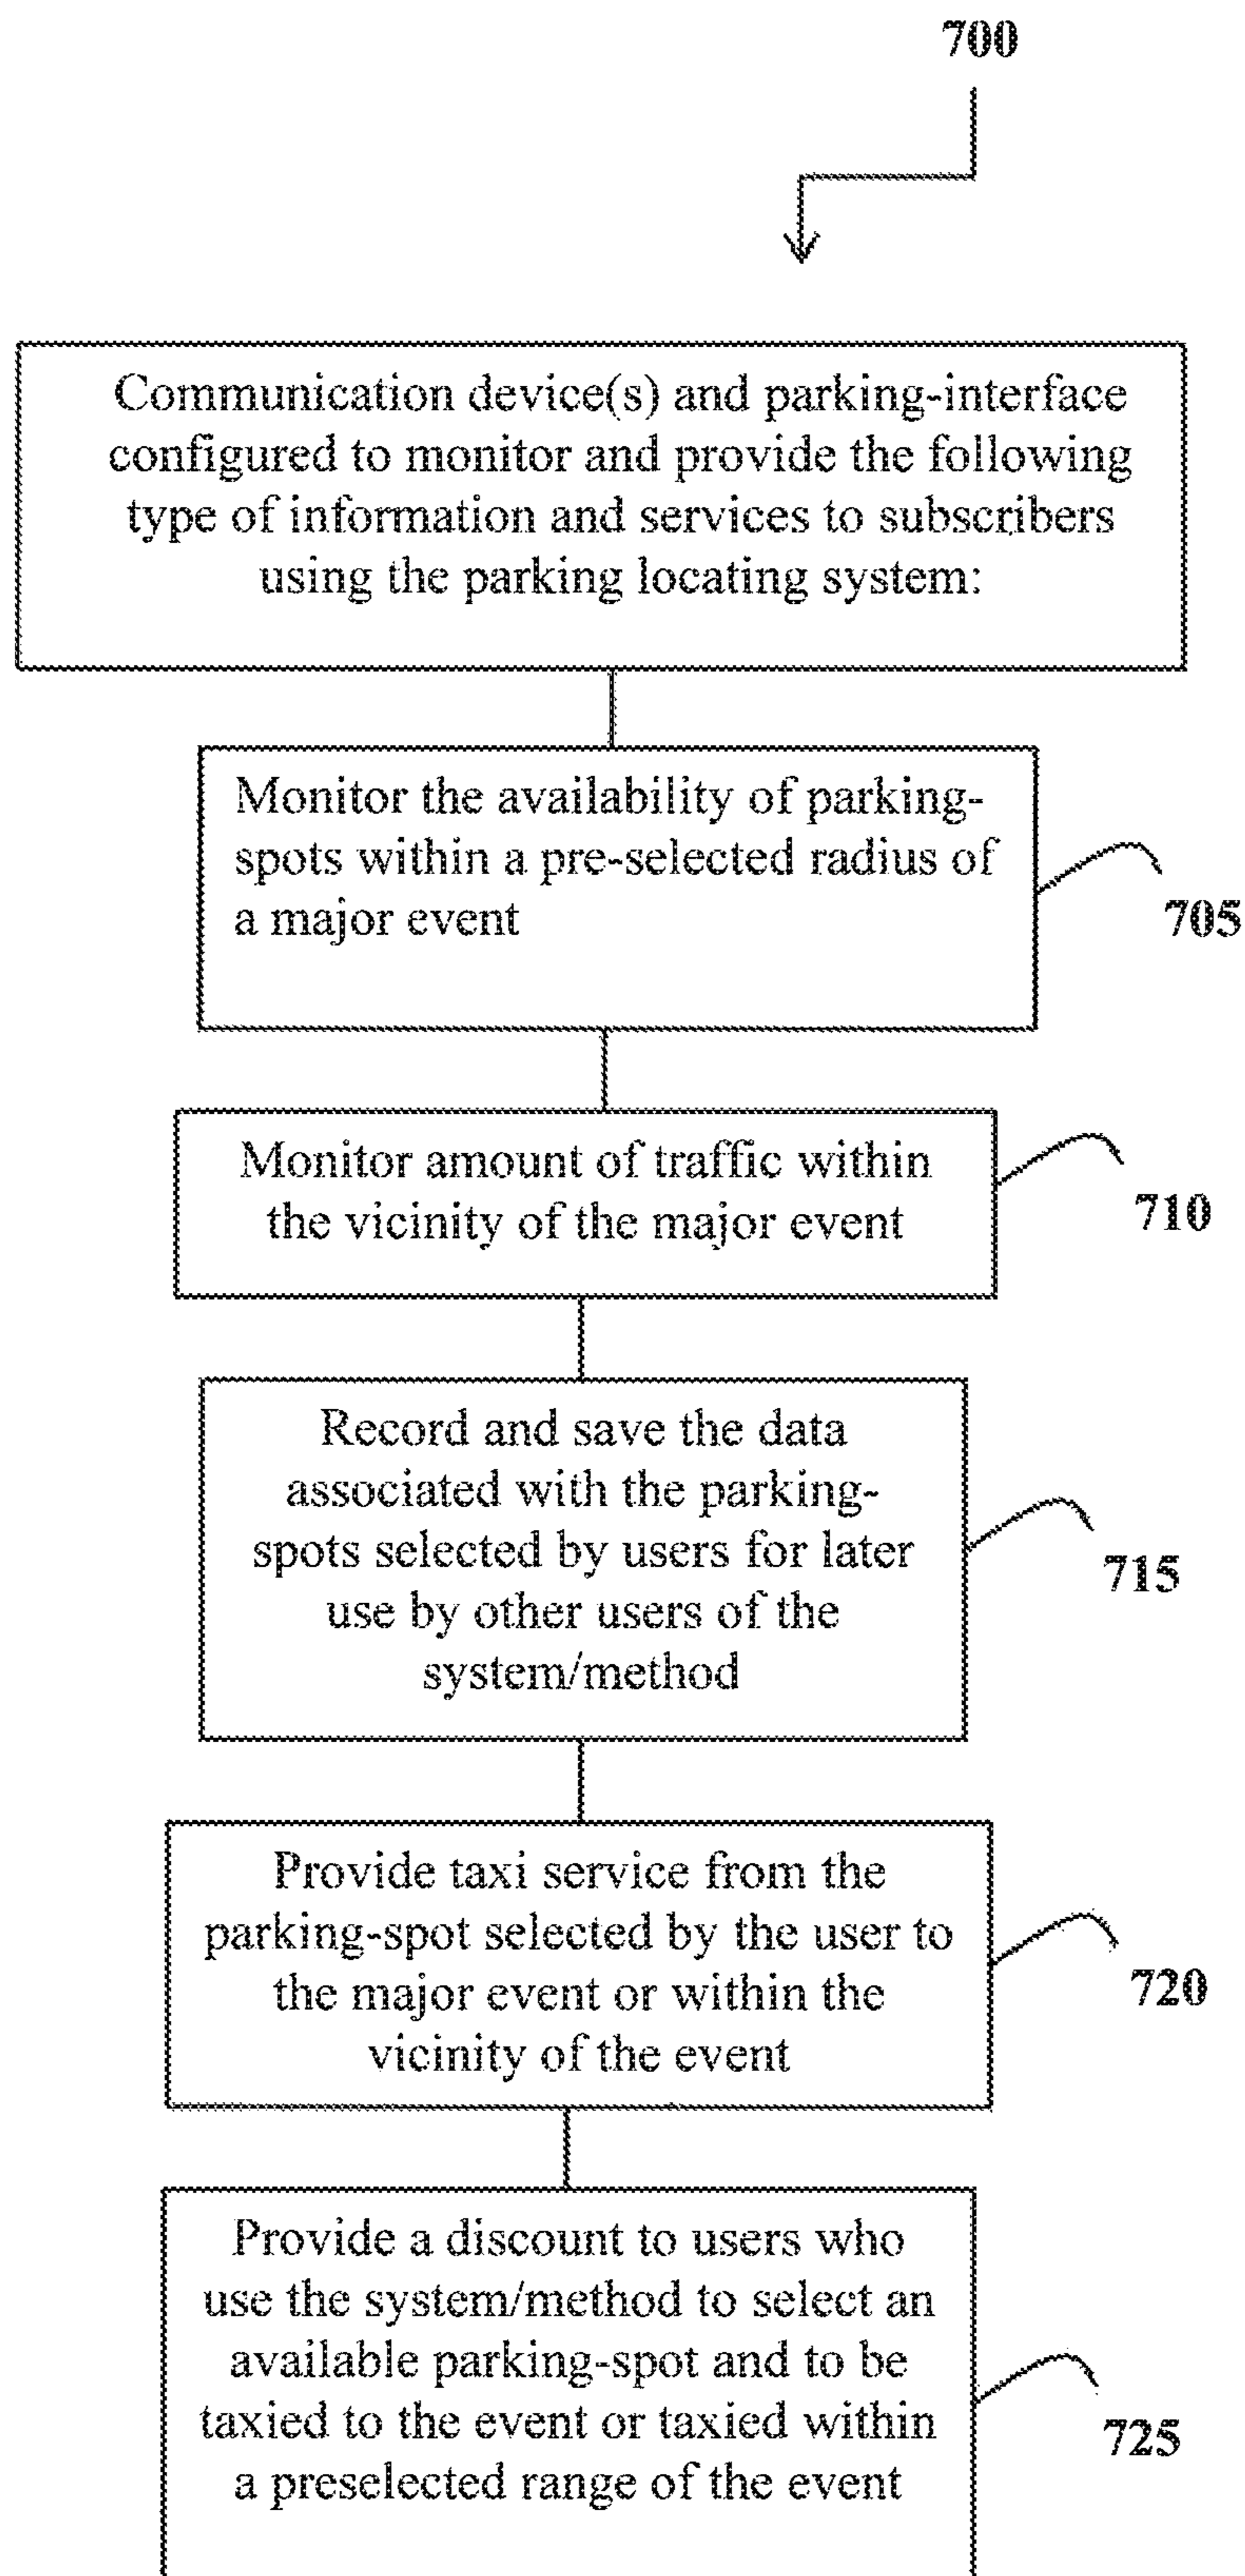 700
Communication device(s) and parking-interface
configured to monitor and provide the following
type of information and services to subscribers
using the parking locating system:
Monitor the availability of parking-
spots within a pre-selected radius of
a major event
705
Monitor amount of traffic within
the vicinity of the major event
710
Record and save the data
associated with the parking-
spots selected by users for later
use by other users of the
system/method
715
Provide taxi service from the
parking-spot selected by the user to
the major event or within the
vicinity of the event
720
Provide a discount to users who
use the system/method to select an
available parking-spot and to be
taxied to the event or taxied within
a preselected range of the event
725